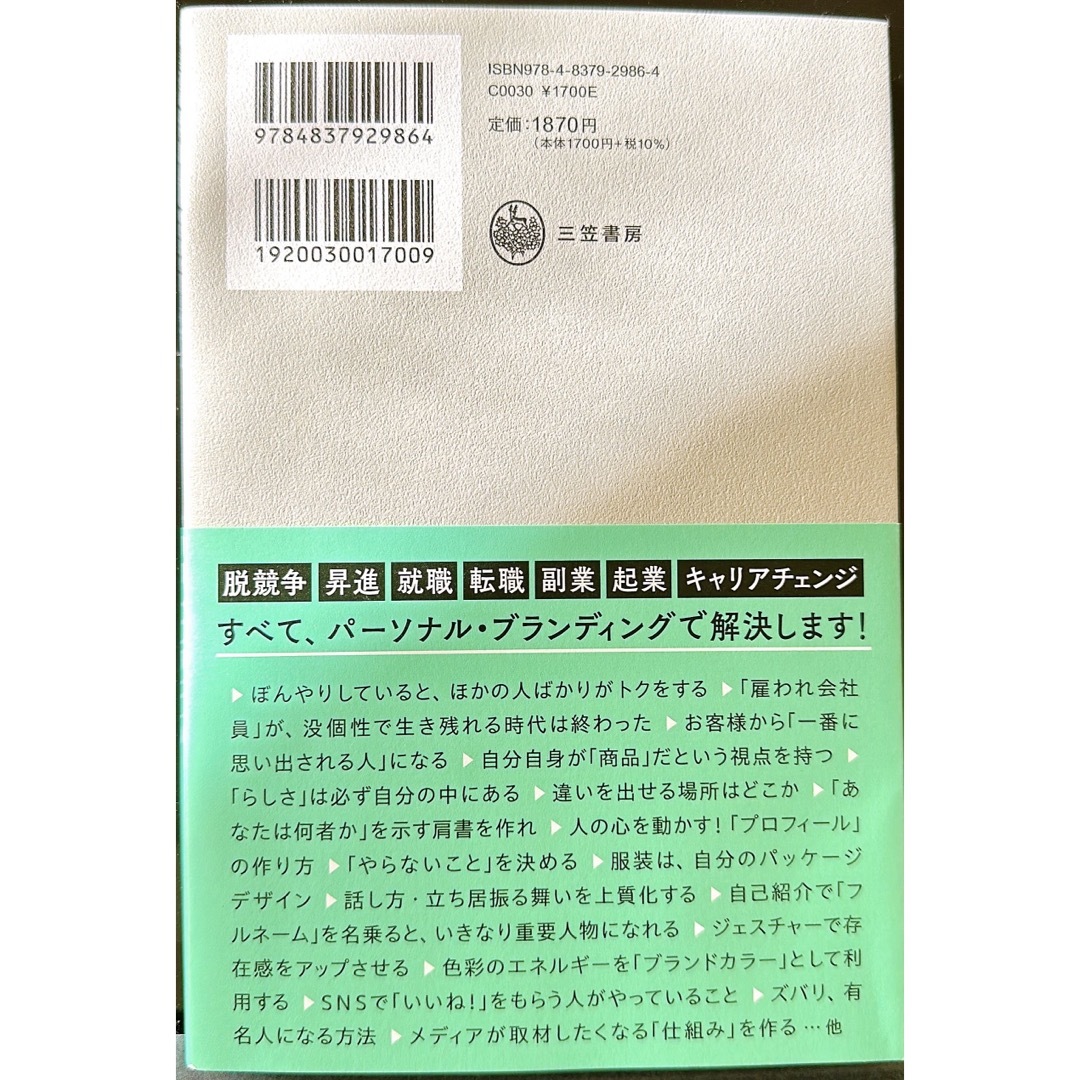 ISBN978-4-8379-2986-4
C0030 ¥1700E
定価：1870円
（本体1700円+税10%）
9784837929864
1920030017009
三笠書房
脱競争 昇進 就職 転職 副業 起業 キャリアチェンジ
すべて、パーソナル・ブランディングで解決します！
▶ ぼんやりしていると、ほかの人ばかりがトクをする ▶「雇われ会社
員」が、没個性で生き残れる時代は終わった ▶ お客様から「一番に
思い出される人」になる ▶ 自分自身が「商品」だという視点を持つ ▶
「らしさ」は必ず自分の中にある ▶ 違いを出せる場所はどこか ▶「あ
なたは何者か」を示す肩書を作れ ▶ 人の心を動かす！「プロフィール」
の作り方 ▶「やらないこと」を決める ▶ 服装は、自分のパッケージ
デザイン ▶ 話し方・立ち居振る舞いを上質化する ▶ 自己紹介で「フ
ルネーム」を名乗ると、いきなり重要人物になれる ▶ ジェスチャーで存
在感をアップさせる ▶ 色彩のエネルギーを「ブランドカラー」として利
用する ▶ SNSで「いいね！」をもらう人がやっていること ▶ ズバリ、有
名人になる方法 ▶ メディアが取材したくなる「仕組み」を作る … 他